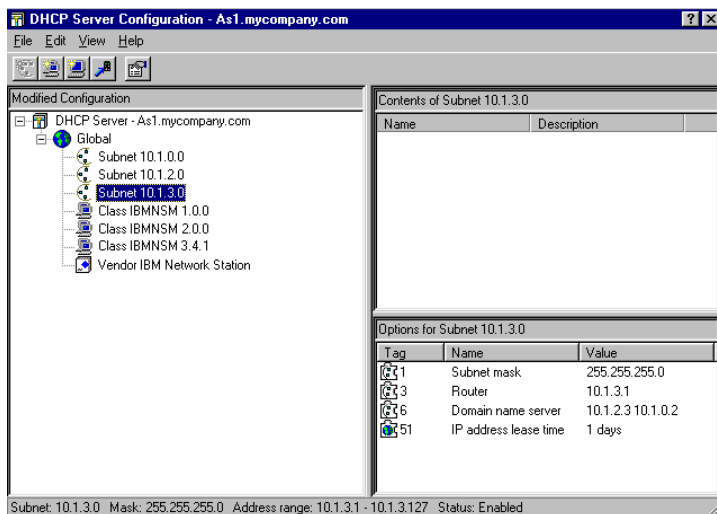 DHCP Server Configuration - As1.mycompany.com
File Edit View Help
Modified Configuration
DHCP Server - As1.mycompany.com
Global
Subnet 10.1.0.0
Subnet 10.1.2.0
Subnet 10.1.3.0
Class IBMNSM 1.0.0
Class IBMNSM 2.0.0
Class IBMNSM 3.4.1
Vendor IBM Network Station
Contents of Subnet 10.1.3.0
Name Description
Options for Subnet 10.1.3.0
Tag Name Value
1 Subnet mask 255.255.255.0
3 Router 10.1.3.1
6 Domain name server 10.1.2.3 10.1.0.2
51 IP address lease time 1 days
Subnet: 10.1.3.0 Mask: 255.255.255.0 Address range: 10.1.3.1 - 10.1.3.127 Status: Enabled